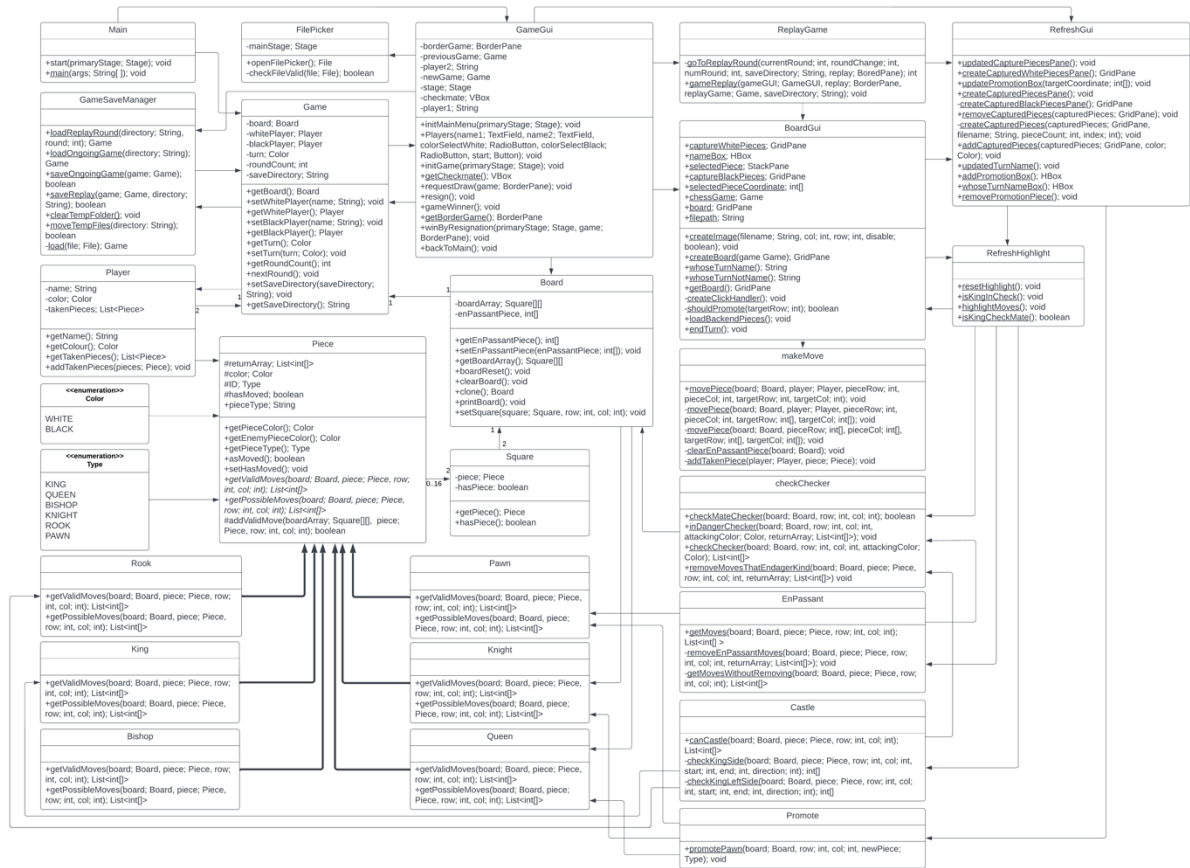 Main
+start(primaryStage; Stage); void
+main(args; String[ ]); void
FilePicker
-mainStage; Stage
+openFilePicker(); File
-checkFileValid(file; File); boolean
GameGui
-borderGame; BorderPane
-previousGame; Game
-player2; String
-newGame; Game
-stage; Stage
-checkmate; VBox
-player1; String
+initMainMenu(primaryStage; Stage); void
+Players(name1; TextField, name2; TextField,
colorSelectWhite; RadioButton, colorSelectBlack;
RadioButton, start; Button); void
+initGame(primaryStage; Stage); void
+getCheckmate(); VBox
+requestDraw(game; BorderPane); void
+resign(); void
+gameWinner(); void
+getBorderGame(); BorderPane
+winByResignation(primaryStage; Stage, game;
BorderPane); void
+backToMain(); void
ReplayGame
-goToReplayRound(currentRound; int, roundChange; int,
numRound; int, saveDirectory; String, replay; BoredPane); int
+gameReplay(gameGUI; GameGUI, replay; BorderPane,
replayGame; Game, saveDirectory; String); void
RefreshGui
+updatedCapturePiecesPane(); void
+createCapturedWhitePiecesPane(); GridPane
+updatePromotionBox(targetCoordinate; int[]); void
+createCapturedPiecesPane(); void
-createCapturedBlackPiecesPane(); GridPane
+removeCapturedPieces(capturedPieces; GridPane); void
-createCapturedPieces(capturedPieces; GridPane,
filename; String, pieceCount; int, index; int); void
+addCapturedPieces(capturedPieces; GridPane, color;
Color); void
+updatedTurnName(); void
+addPromotionBox(); HBox
+whoseTurnNameBox(); HBox
+removePromotionPiece(); void
GameSaveManager
+loadReplayRound(directory; String,
round; int); Game
+loadOngoingGame(directory; String);
Game
+saveOngoingGame(game; Game);
boolean
+saveReplay(game; Game, directory;
String); boolean
+clearTempFolder(); void
+moveTempFiles(directory: String);
boolean
-load(file; File); Game
Game
-board; Board
-whitePlayer; Player
-blackPlayer; Player
-turn; Color
-roundCount; int
-saveDirectory; String
+getBoard(); Board
+setWhitePlayer(name; String); void
+getWhitePlayer(); Player
+setBlackPlayer(name; String); void
+getBlackPlayer(); Player
+getTurn(); Color
+setTurn(turn; Color); void
+getRoundCount(); int
+nextRound(); void
+setSaveDirectory(saveDirectory;
String); void
+getSaveDirectory(); String
BoardGui
+captureWhitePieces; GridPane
+nameBox; HBox
+selectedPiece; StackPane
+captureBlackPieces; GridPane
+selectedPieceCoordinate; int[]
+chessGame; Game
+board; GridPane
+filepath; String
+createImage(filename; String, col; int, row; int, disable;
boolean); void
+createBoard(game Game); GridPane
+whoseTurnName(); String
+whoseTurnNotName(); String
+getBoard(); GridPane
-createClickHandler(); void
-shouldPromote(targetRow; int); boolean
+loadBackendPieces(); void
+endTurn(); void
RefreshHighlight
+resetHighlight(); void
+isKingInCheck(); void
+highlightMoves(); void
+isKingCheckMate(); boolean
Player
-name; String
-color; Color
-takenPieces; List<Piece>
+getName(); String
+getColour(); Color
+getTakenPieces(); List<Piece>
+addTakenPieces(pieces; Piece); void
2
1
1
Board
-boardArray; Square[][]
-enPassantPiece, int[]
+getEnPassantPiece(); int[]
+setEnPassantPiece(enPassantPiece; int[]); void
+getBoardArray(); Square[][]
+boardReset(); void
+clearBoard(); void
+clone(); Board
+printBoard(); void
+setSquare(square; Square, row; int, col; int); void
makeMove
+movePiece(board; Board, player; Player, pieceRow; int,
pieceCol; int, targetRow; int, targetCol; int); void
-movePiece(board; Board, player; Player, pieceRow; int,
pieceCol; int, targetRow; int[], targetCol; int[]); void
-movePiece(board; Board, pieceRow; int[], pieceCol; int[],
targetRow; int[], targetCol; int[]); void
-clearEnPassantPiece(board; Board); void
-addTakenPiece(player; Player, piece; Piece); void
<<enumeration>>
Color
WHITE
BLACK
<<enumeration>>
Type
KING
QUEEN
BISHOP
KNIGHT
ROOK
PAWN
Piece
#returnArray; List<int[]>
#color; Color
#ID; Type
#hasMoved; boolean
+pieceType; String
+getPieceColor(); Color
+getEnemyPieceColor(); Color
+getPieceType(); Type
+asMoved(); boolean
+setHasMoved(); void
+getValidMoves(board; Board, piece; Piece, row;
int, col; int); List<int[]>
+getPossibleMoves(board; Board, piece; Piece,
row; int, col; int); List<int[]>
#addValidMove(boardArray; Square[][], piece;
Piece, row; int, col; int); boolean
1
2
2
0..16
Square
-piece; Piece
-hasPiece: boolean
+getPiece(); Piece
+hasPiece(); boolean
checkChecker
+checkMateChecker(board; Board, row; int, col; int); boolean
+inDangerChecker(board; Board, row; int, col; int,
attackingColor; Color, returnArray; List<int[]>); void
+checkChecker(board; Board, row; int, col; int, attackingColor;
Color); List<int[]>
+removeMovesThatEndagerKind(board; Board, piece; Piece,
row; int, col; int, returnArray; List<int[]>) void
Rook
+getValidMoves(board; Board, piece; Piece, row;
int, col; int); List<int[]>
+getPossibleMoves(board; Board, piece; Piece,
row; int, col; int); List<int[]>
Pawn
+getValidMoves(board; Board, piece; Piece,
row; int, col; int); List<int[]>
+getPossibleMoves(board; Board, piece;
Piece, row; int, col; int); List<int[]>
EnPassant
+getMoves(board; Board, piece; Piece, row; int, col; int);
List<int[] >
-removeEnPassantMoves(board; Board, piece; Piece, row;
int, col; int, returnArray; List<int[]>); void
-getMovesWithoutRemoving(board; Board, piece; Piece, row;
int, col; int); List<int[]>
King
+getValidMoves(board; Board, piece; Piece, row;
int, col; int); List<int[]>
+getPossibleMoves(board; Board, piece; Piece,
row; int, col; int); List<int[]>
Knight
+getValidMoves(board; Board, piece; Piece,
row; int, col; int); List<int[]>
+getPossibleMoves(board; Board, piece;
Piece, row; int, col; int); List<int[]>
Castle
+canCastle(board; Board, piece; Piece, row; int, col; int);
List<int[]>
-checkKingSide(board; Board, piece; Piece, row; int, col; int,
start; int, end; int, direction; int); int[]
-checkKingLeftSide(board; Board, piece; Piece, row; int, col;
int, start; int, end; int, direction; int); int[]
Bishop
+getValidMoves(board; Board, piece; Piece, row;
int, col; int); List<int[]>
+getPossibleMoves(board; Board, piece; Piece,
row; int, col; int); List<int[]>
Queen
+getValidMoves(board; Board, piece; Piece,
row; int, col; int); List<int[]>
+getPossibleMoves(board; Board, piece;
Piece, row; int, col; int); List<int[]>
Promote
+promotePawn(board; Board, row; int, col; int, newPiece;
Type); void